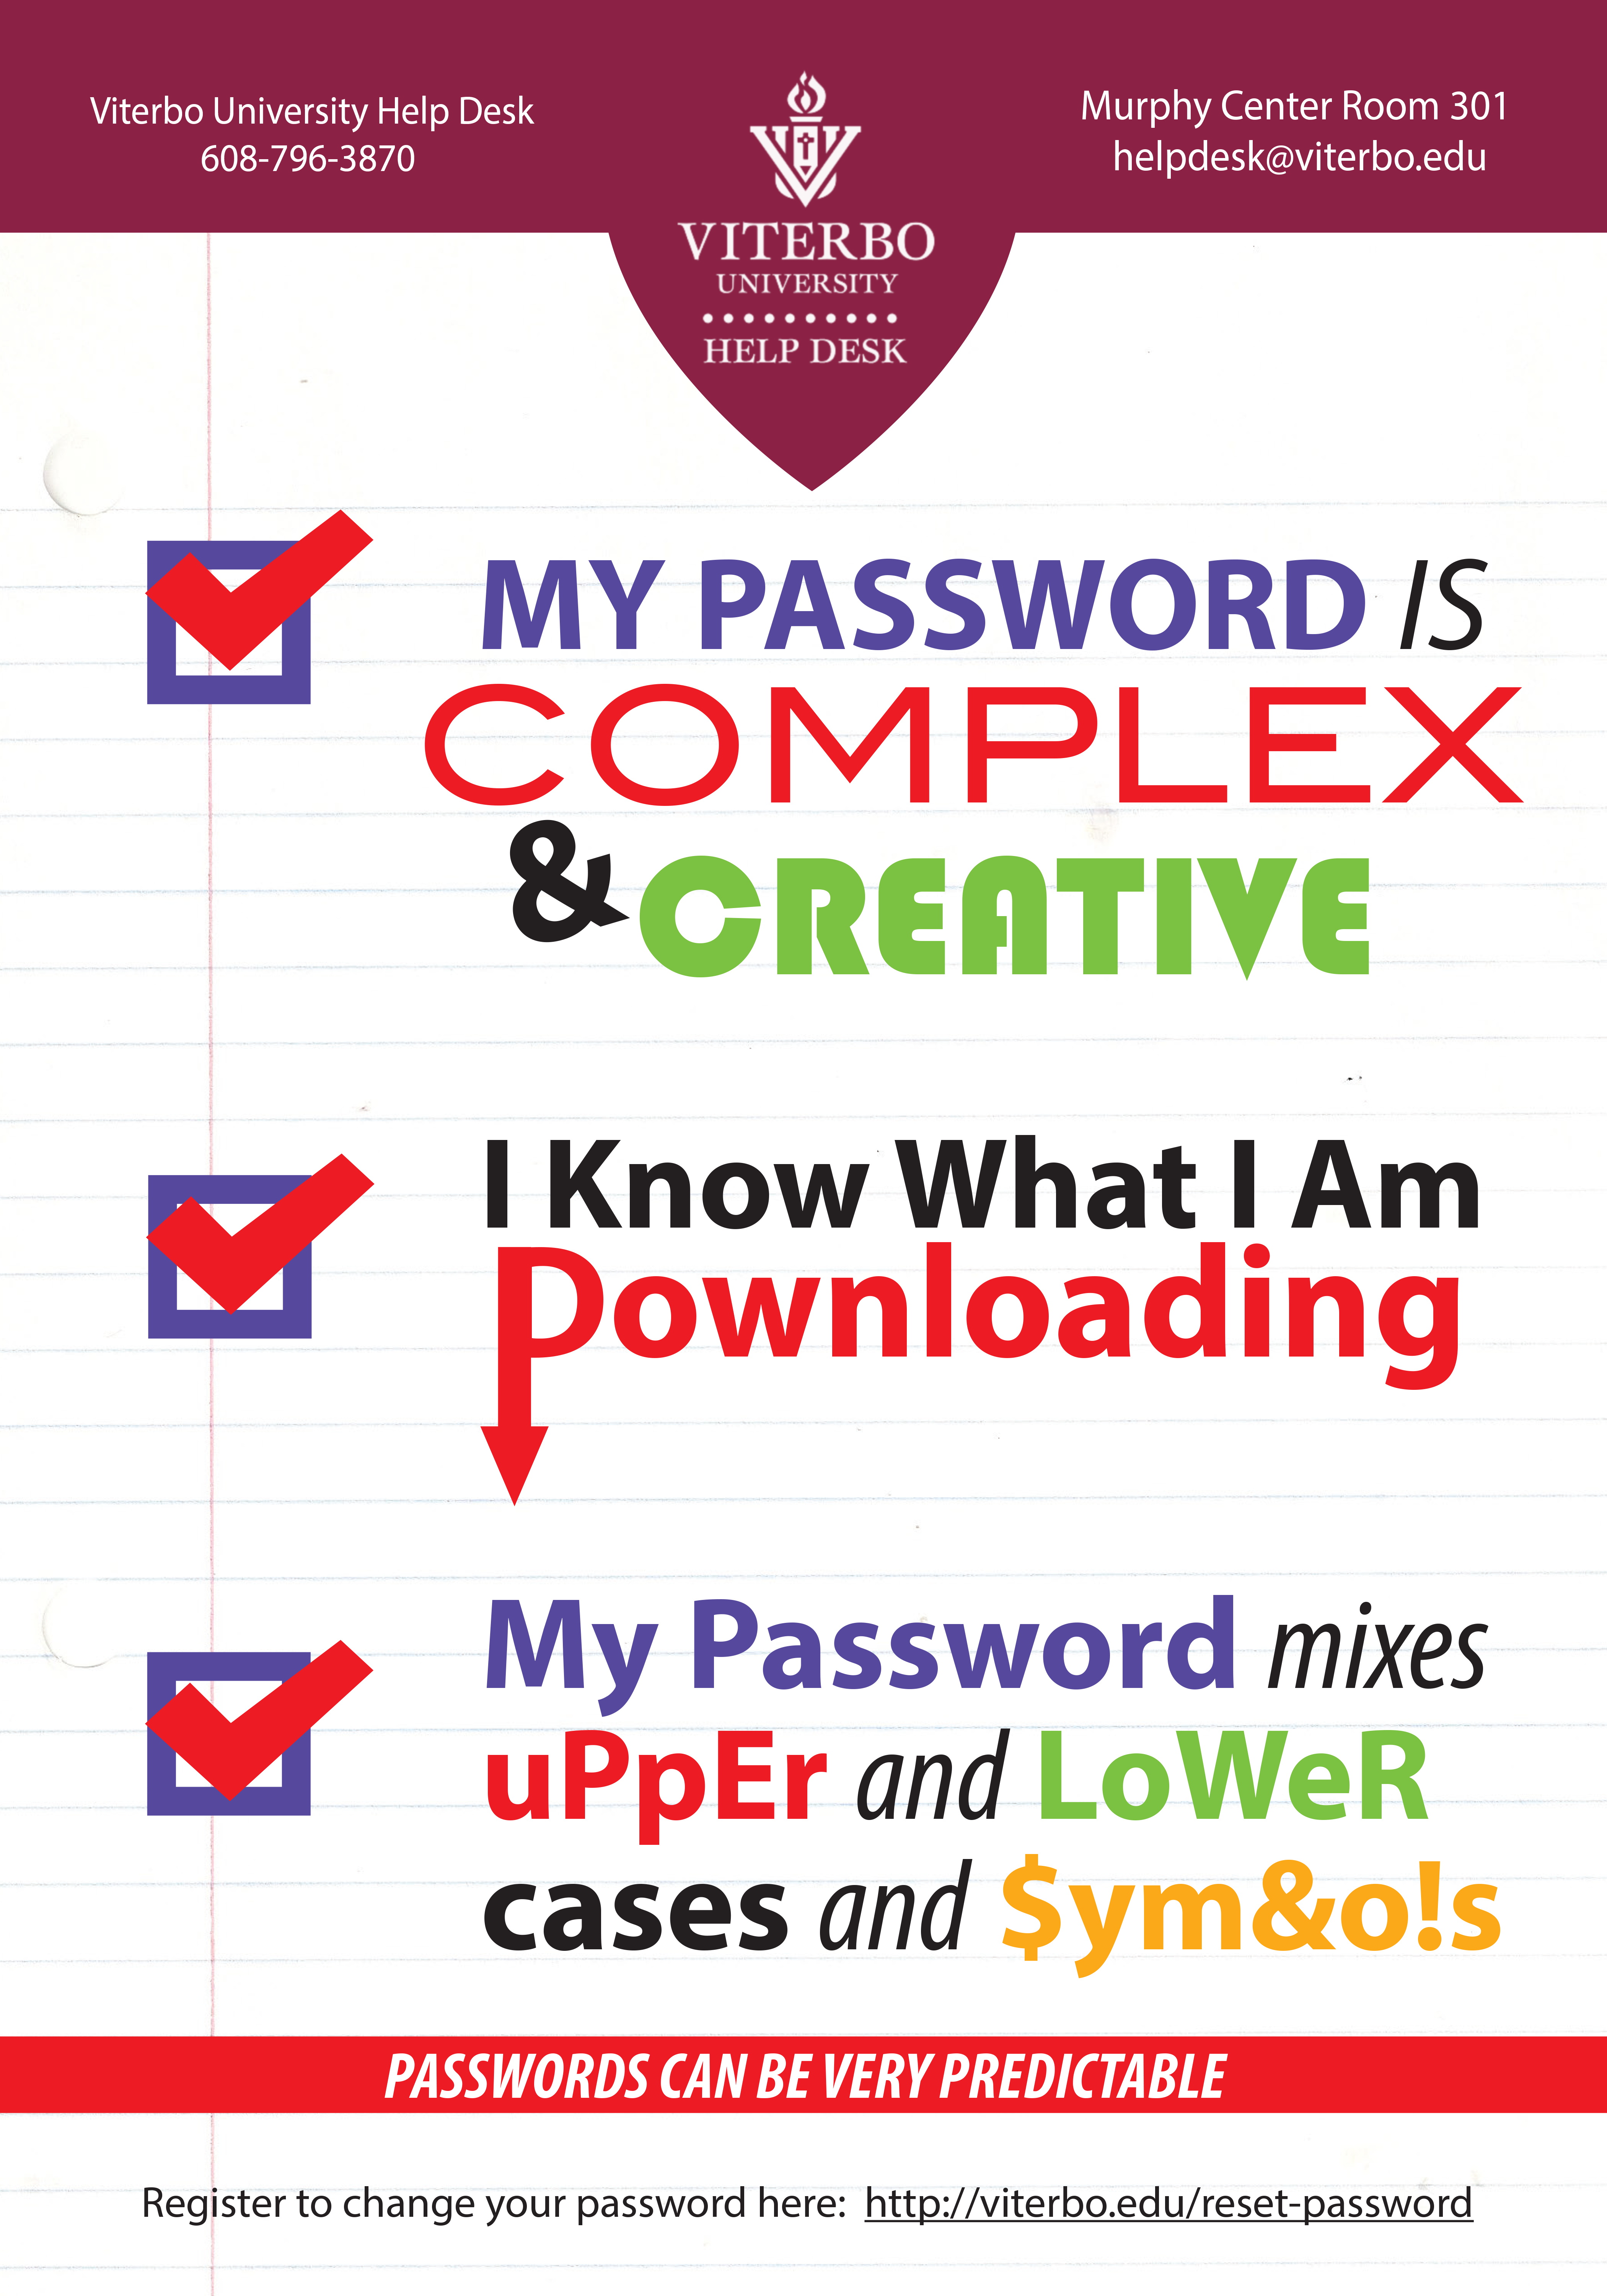 Viterbo University Help Desk
608-796-3870
Murphy Center Room 301
helpdesk@viterbo.edu
VITERBO
UNIVERSITY
HELP DESK
MY PASSWORD IS
COMPLEX
& CREATIVE
I Know What I Am
Downloading
My Password mixes
uPpEr and LoWeR
cases and $ym&o!s
PASSWORDS CAN BE VERY PREDICTABLE
Register to change your password here: http://viterbo.edu/reset-password